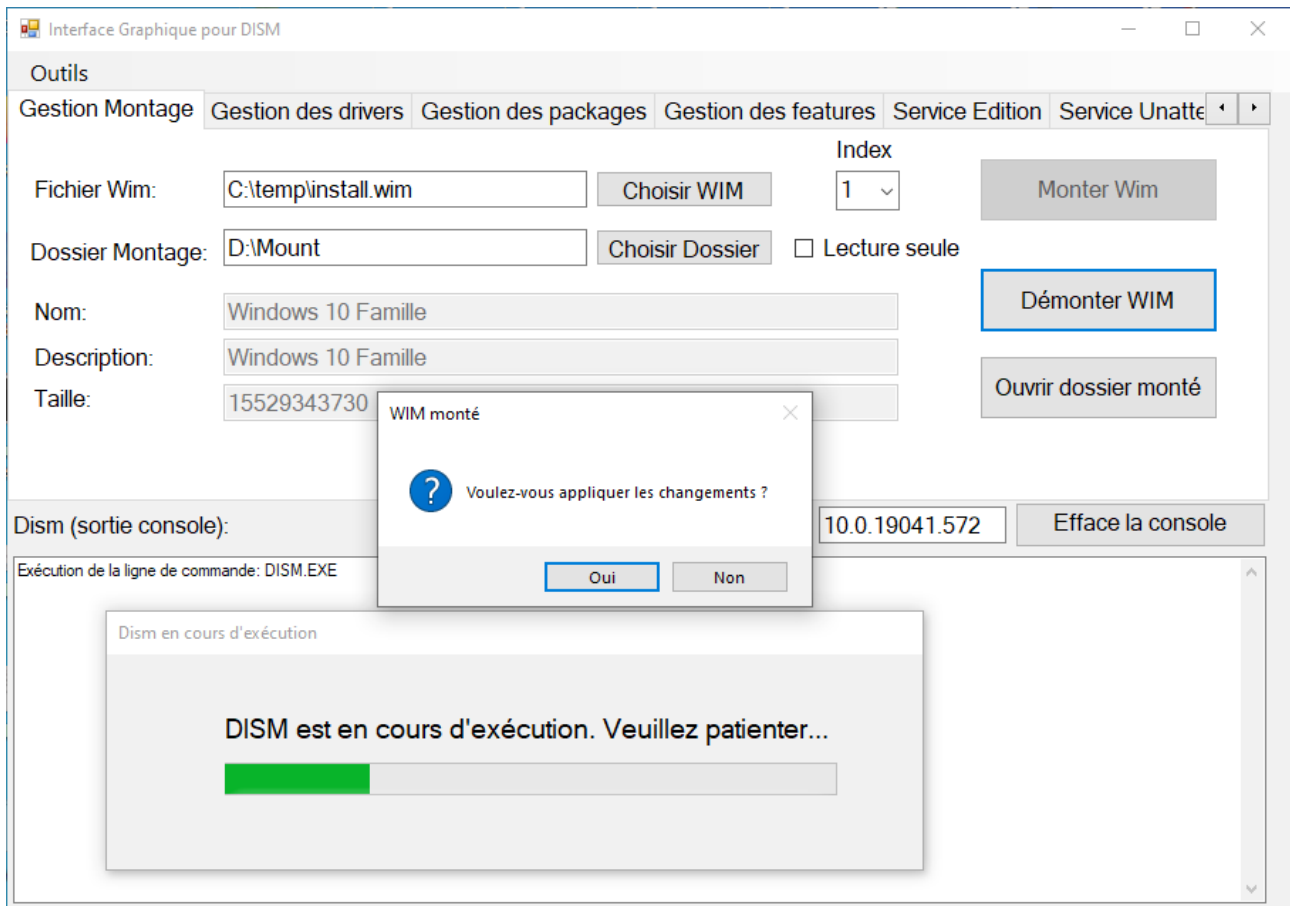 Interface Graphique pour DISM
Outils
Gestion Montage Gestion des drivers Gestion des packages Gestion des features Service Edition Service Unatte
Index
Fichier Wim: C:\temp\install.wim Choisir WIM 1 Monter Wim
Dossier Montage: D:\Mount Choisir Dossier Lecture seule
Démonter WIM
Nom: Windows 10 Famille
Description: Windows 10 Famille
Ouvrir dossier monté
Taille: 15529343730
WIM monté
Voulez-vous appliquer les changements ?
Oui Non
Dism (sortie console): 10.0.19041.572 Efface la console
Exécution de la ligne de commande: DISM.EXE
Dism en cours d'exécution
DISM est en cours d'exécution. Veuillez patienter...